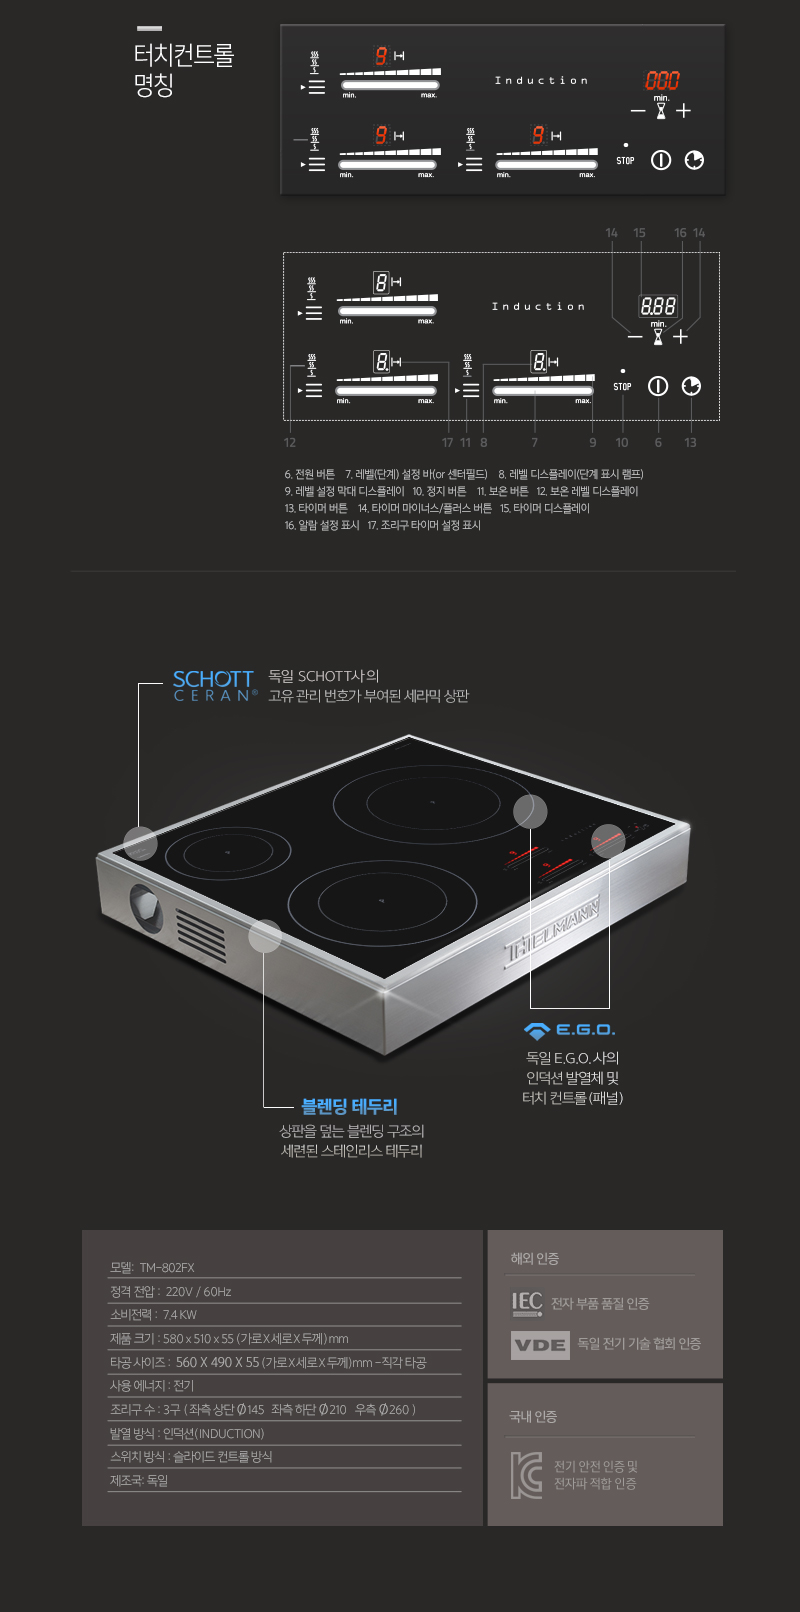 터치컨트롤
명칭
min. max.
Induction
min.
min. max.
min. max.
STOP
14 15 16 14
8
8.88
Induction
min. max.
min.
8. 8.
STOP
min. max.
min. max.
12 17 11 8 7 9 10 6 13
6. 전원 버튼 7. 레벨(단계) 설정 바(or 센터필드) 8. 레벨 디스플레이(단계 표시 램프)
9. 레벨 설정 막대 디스플레이 10. 정지 버튼 11. 보온 버튼 12. 보온 레벨 디스플레이
13. 타이머 버튼 14. 타이머 마이너스/플러스 버튼 15. 타이머 디스플레이
16. 알람 설정 표시 17. 조리구 타이머 설정 표시
SCHOTT
CERAN®
독일 SCHOTT사의
고유 관리 번호가 부여된 세라믹 상판
THIELMANN
E.G.O.
독일 E.G.O.사의
인덕션 발열체 및
터치 컨트롤(패널)
블렌딩 테두리
상판을 덮는 블렌딩 구조의
세련된 스테인리스 테두리
모델: TM-802FX
정격 전압 : 220V / 60Hz
소비전력 : 7.4 KW
제품 크기 : 580 x 510 x 55 (가로X세로X두께)mm
타공 사이즈 : 560 X 490 X 55 (가로X세로X두께)mm -직각 타공
사용 에너지 : 전기
조리구 수 : 3구 ( 좌측 상단 Ø145 좌측 하단 Ø210 우측 Ø260 )
발열 방식 : 인덕션(INDUCTION)
스위치 방식 : 슬라이드 컨트롤 방식
제조국: 독일
해외 인증
IEC 전자 부품 품질 인증
VDE 독일 전기 기술 협회 인증
국내 인증
KC
전기 안전 인증 및
전자파 적합 인증